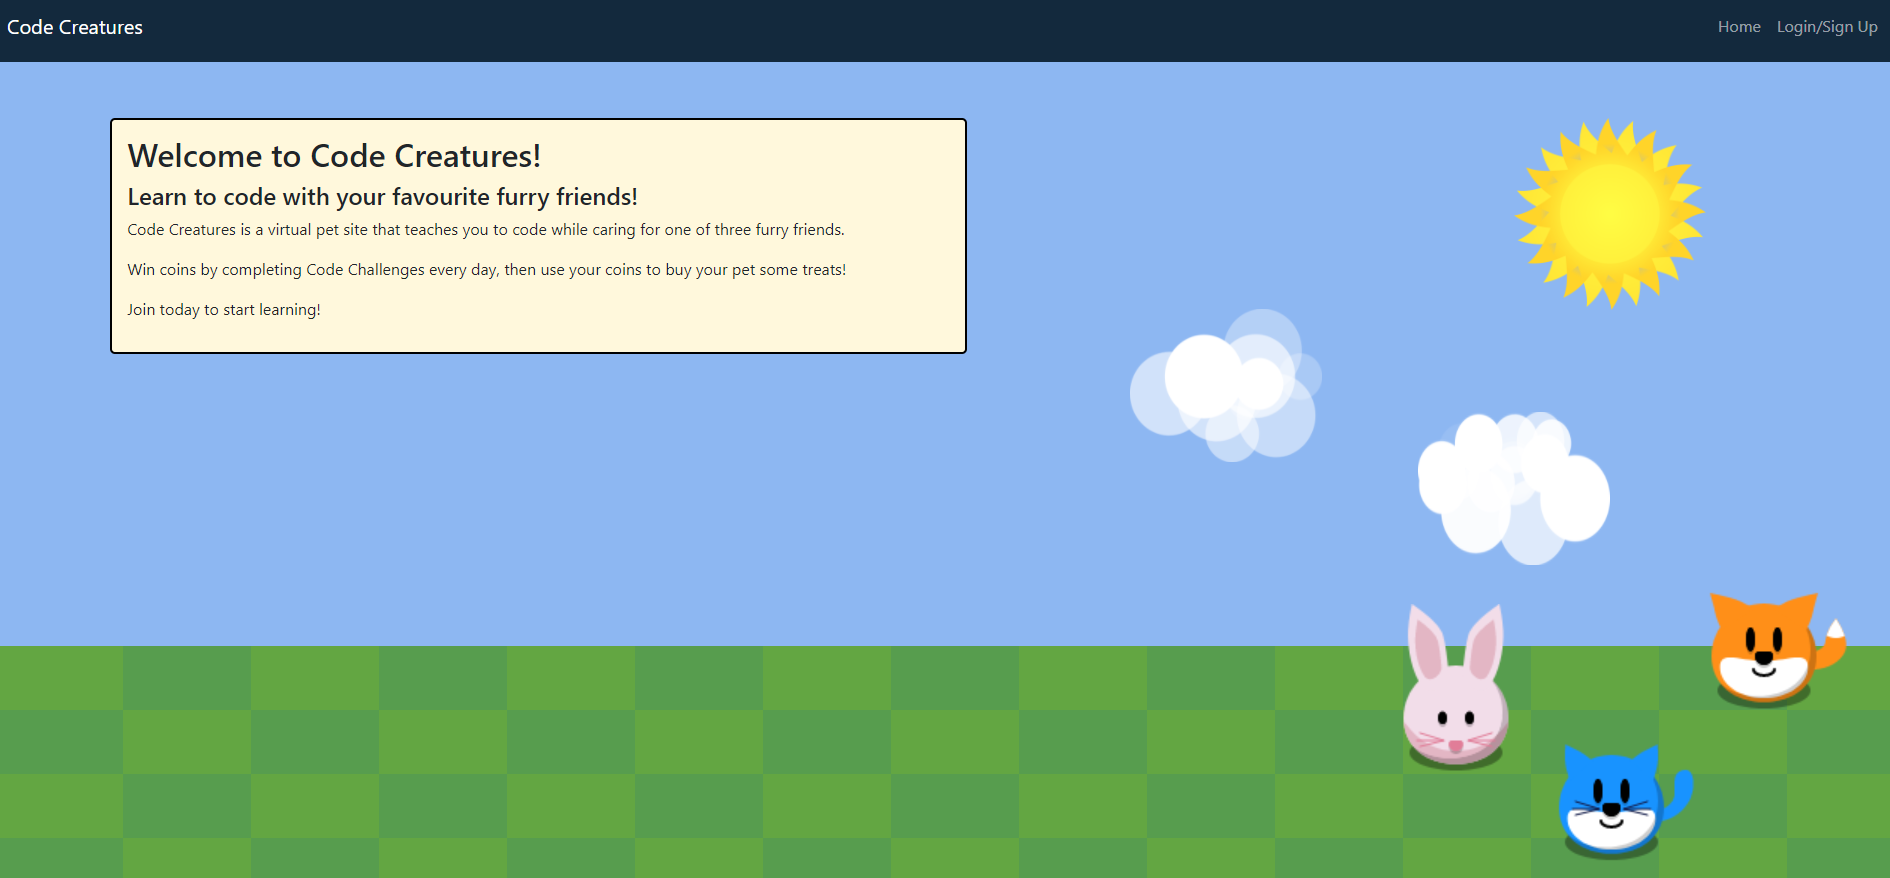 Code Creatures
Home Login/Sign Up
Welcome to Code Creatures!
Learn to code with your favourite furry friends!
Code Creatures is a virtual pet site that teaches you to code while caring for one of three furry friends.
Win coins by completing Code Challenges every day, then use your coins to buy your pet some treats!
Join today to start learning!